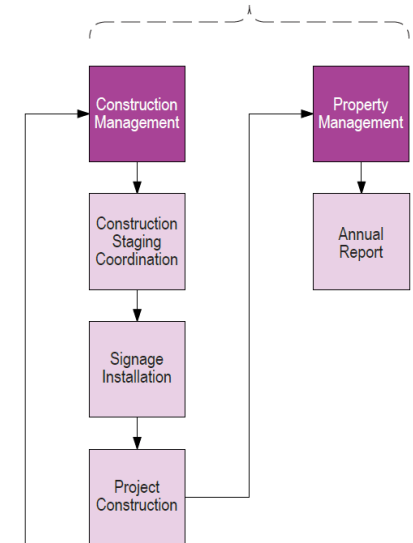 Construction
Management
Construction
Staging
Coordination
Signage
Installation
Project
Construction
Property
Management
Annual
Report